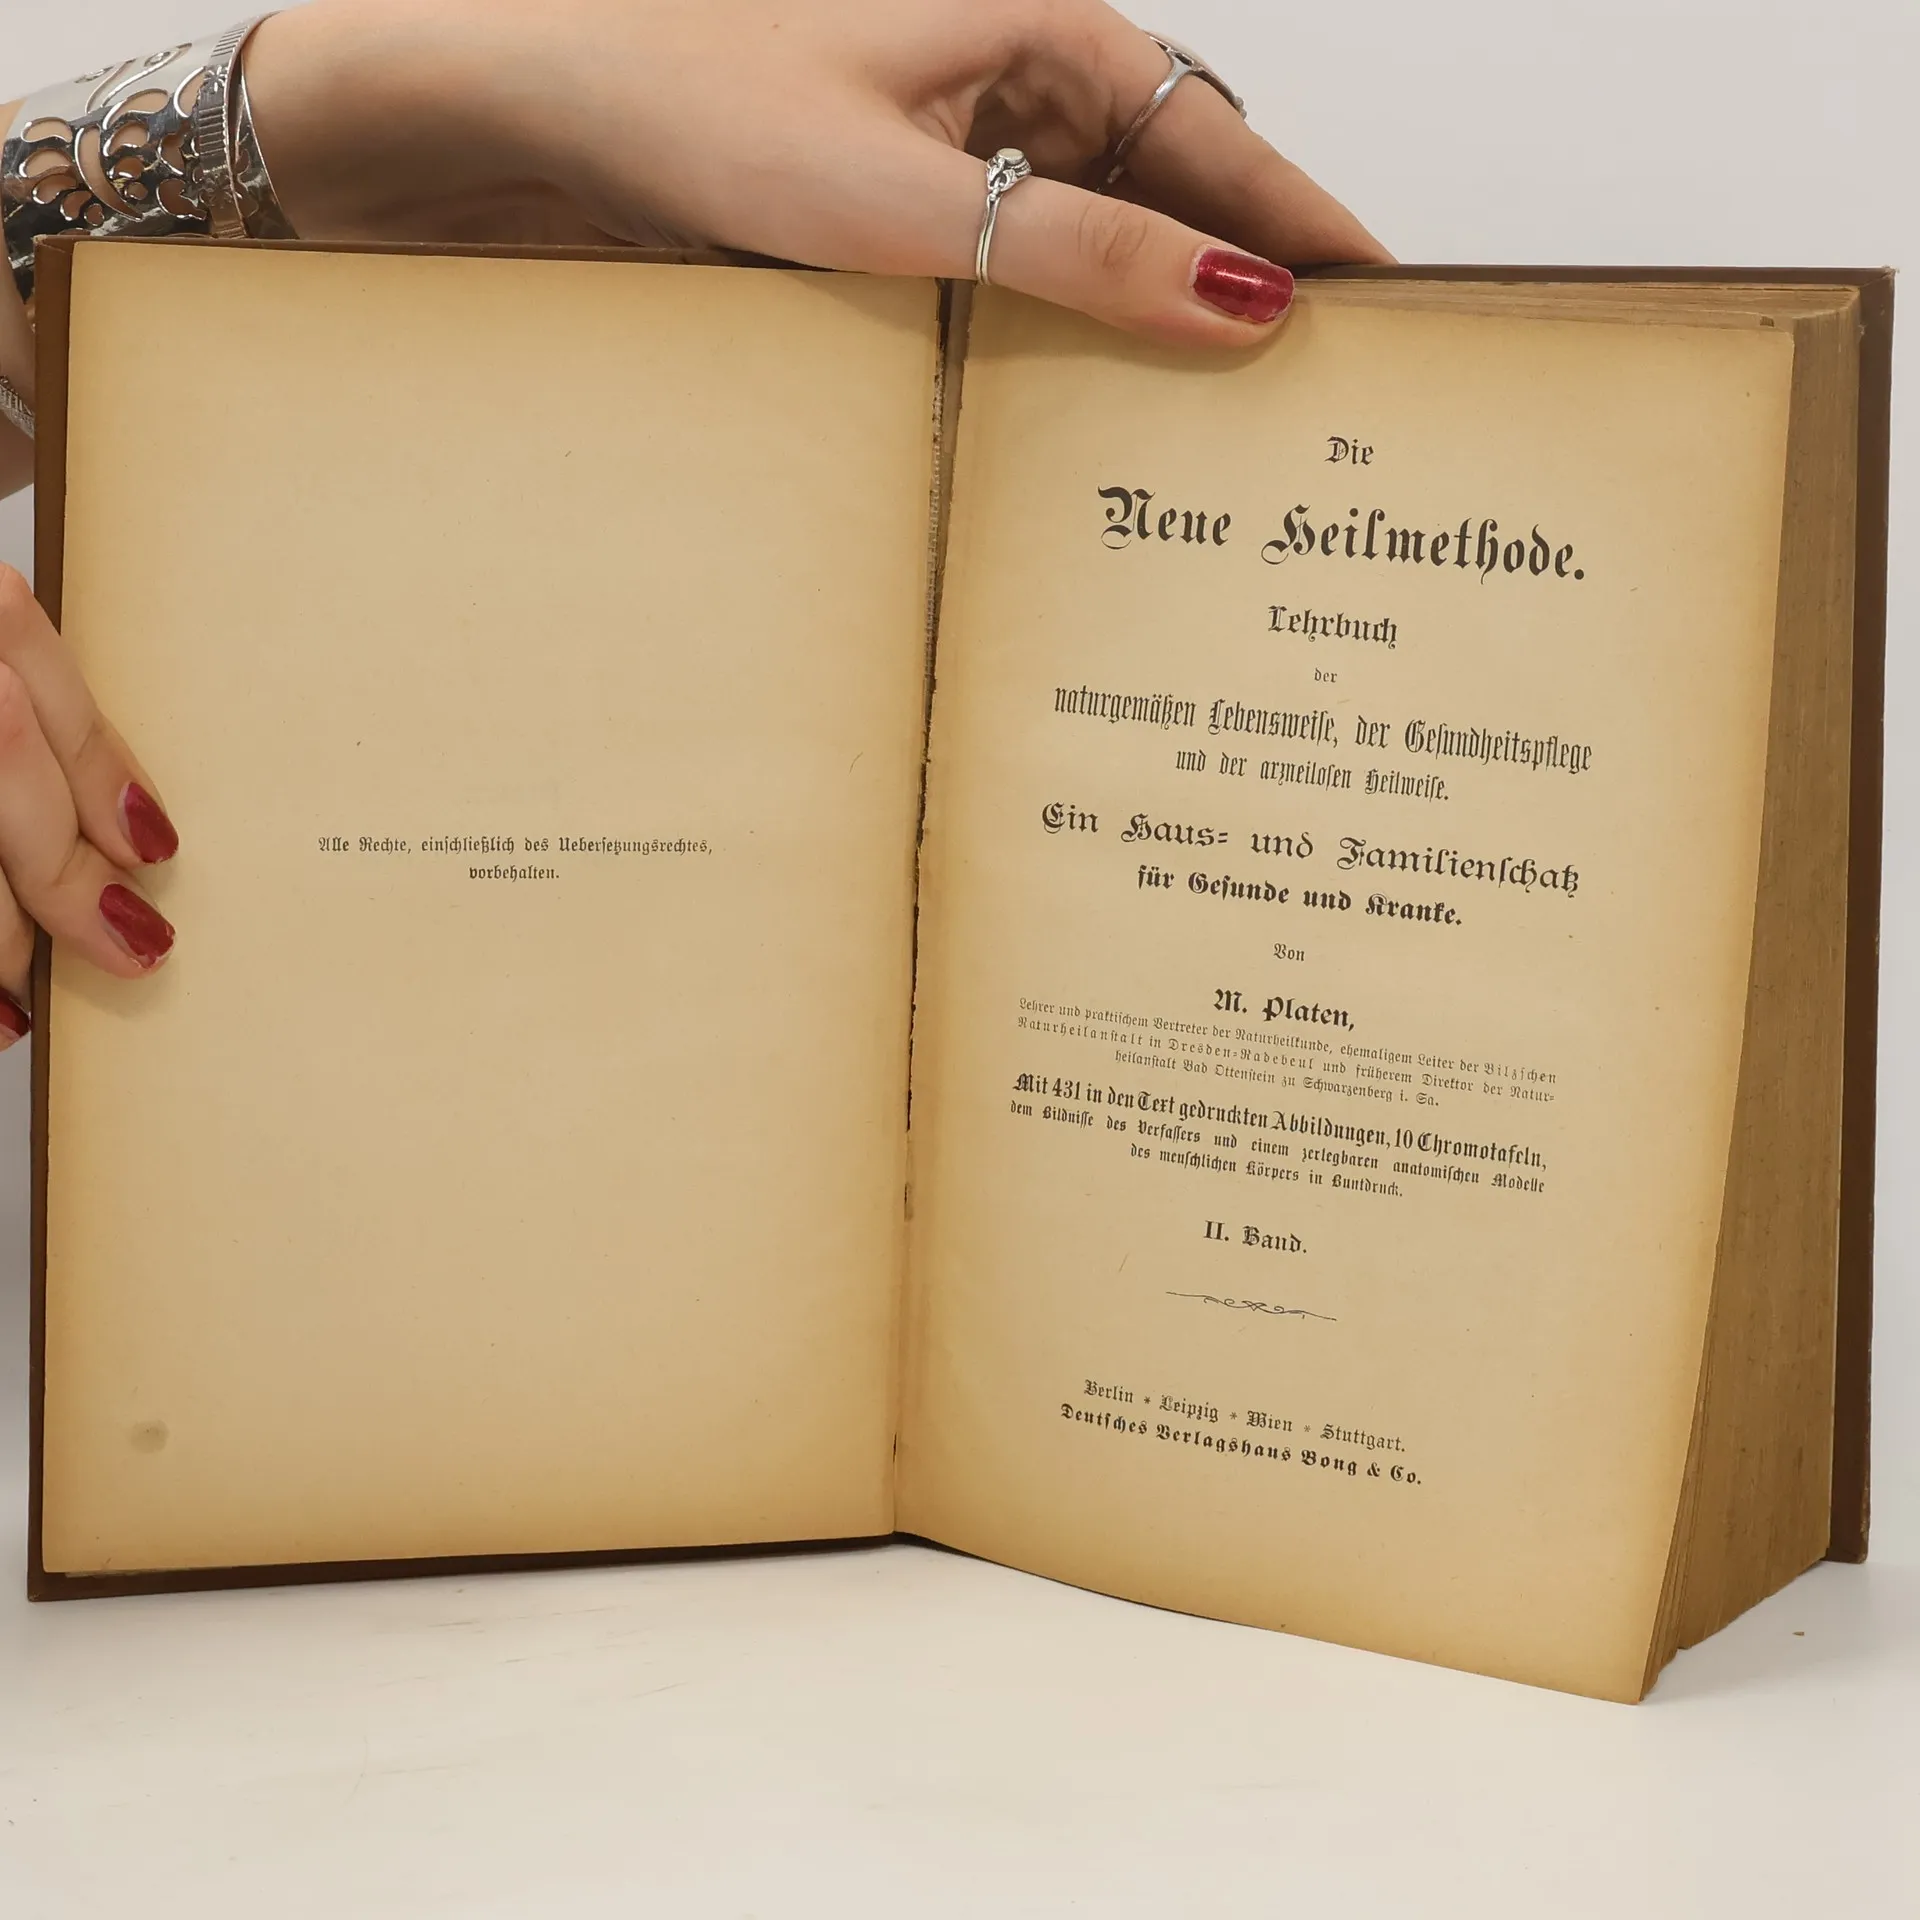 Alle Rechte, einschließlich des Uebersetzungsrechtes,
vorbehalten.
Die
Neue Heilmethode.
Lehrbuch
der
naturgemäßen Lebensweise, der Gesundheitspflege
und der arzneilosen Heilweise.
Ein Haus- und Familienschatz
für Gesunde und Kranke.
Von
M. Platen,
Lehrer und praktischem Vertreter der Naturheilkunde, ehemaligem Leiter der Bilzschen
Naturheilanstalt in Dresden-Radebeul und früherem Direktor der Natur-
heilanstalt Bad Ottenstein zu Schwarzenberg i. Sa.
Mit 431 in den Text gedruckten Abbildungen, 10 Chromotafeln,
dem Bildnisse des Verfassers und einem zerlegbaren anatomischen Modelle
des menschlichen Körpers in Buntdruck.
II. Band.
Berlin * Leipzig * Wien * Stuttgart.
Deutsches Verlagshaus Bong & Co.